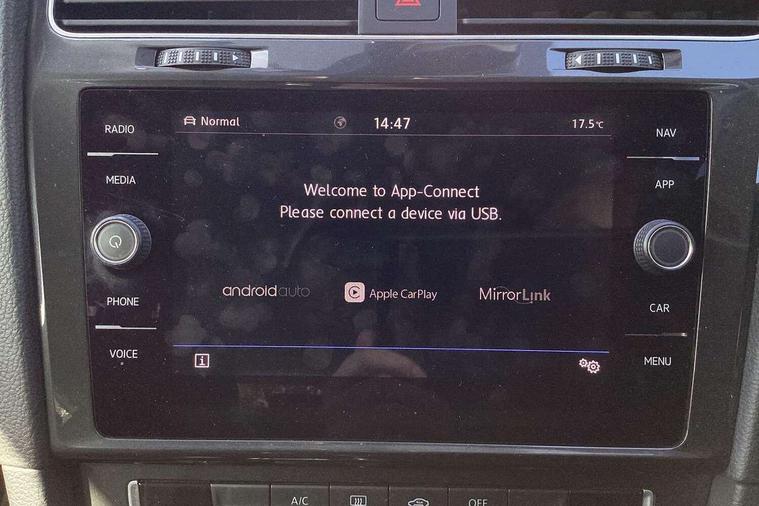 Normal
14:47
17.5°C
RADIO
MEDIA
PHONE
VOICE
Welcome to App-Connect
Please connect a device via USB.
androidauto
Apple CarPlay
MirrorLink
i
NAV
APP
CAR
MENU
A/C
OFF